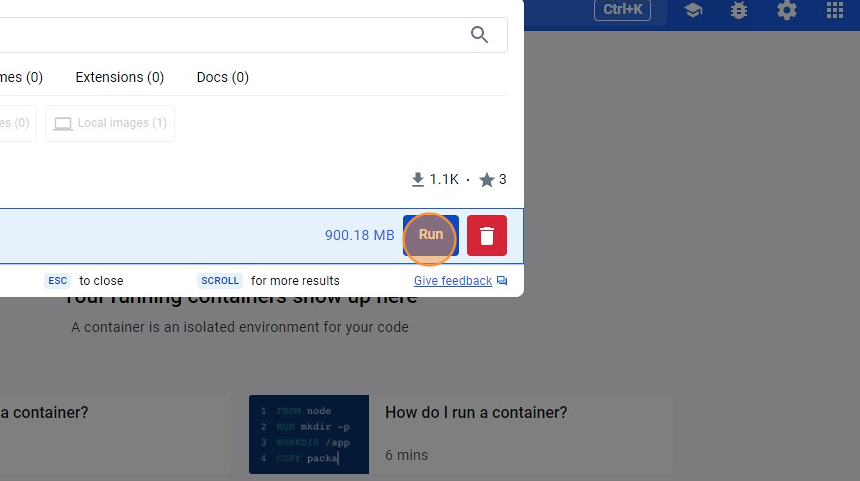 Ctrl+K
mes (0) Extensions (0) Docs (0)
es (0) Local images (1)
1.1K · 3
900.18 MB Run
ESC to close SCROLL for more results Give feedback
Your running containers show up here
A container is an isolated environment for your code
a container?
1 FROM node
2 RUN mkdir -p
3 WORKDIR /app
4 COPY packa
How do I run a container?
6 mins